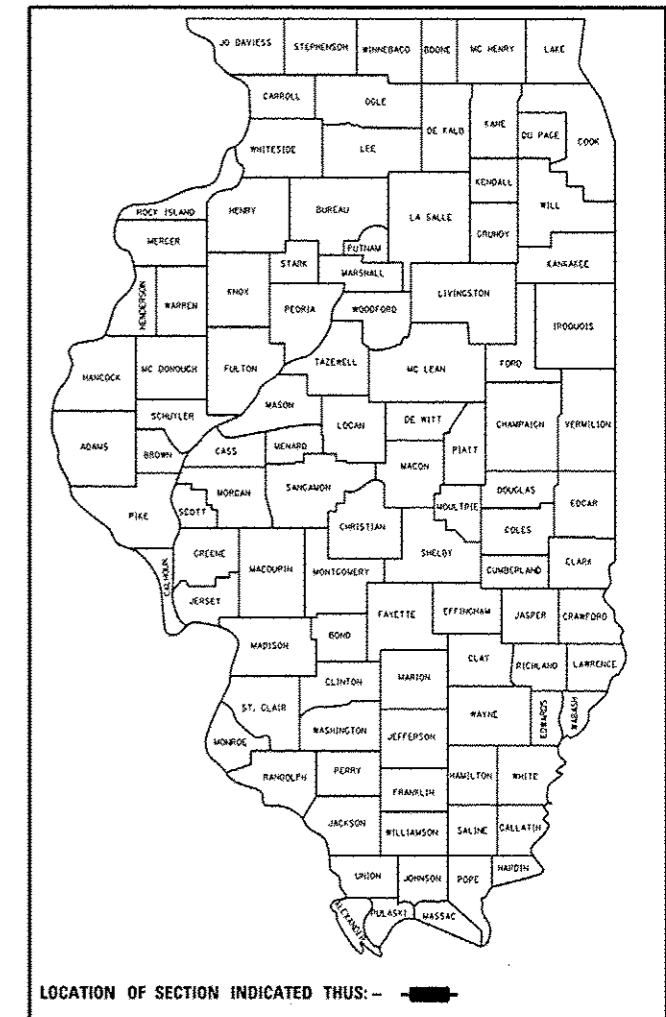 JO DAVIESS
STEPHENSON
WINNEBAGO
BOONE
MC HENRY
LAKE
CARROLL
OGLE
DE KALB
KANE
DU PAGE
COOK
WHITESIDE
LEE
KENDALL
WILL
ROCK ISLAND
HENRY
BUREAU
LA SALLE
GRUNDY
MERCER
PUTNAM
KANKAKEE
STARK
MARSHALL
HENDERSON
WARREN
KNOX
PEORIA
WOODFORD
LIVINGSTON
IROQUOIS
HANCOCK
MC DONOUGH
FULTON
TAZEWELL
MC LEAN
FORD
SCHUYLER
MASON
LOGAN
DE WITT
CHAMPAIGN
VERMILION
ADAMS
BROWN
CASS
MENARD
MACON
PIATT
PIKE
SCOTT
MORGAN
SANGAMON
CHRISTIAN
MOULTRIE
DOUGLAS
EDGAR
COLES
CALHOUN
GREENE
MACOUPIN
MONTGOMERY
SHELBY
CUMBERLAND
CLARK
JERSEY
FAYETTE
EFFINGHAM
JASPER
CRAWFORD
MADISON
BOND
CLAY
RICHLAND
LAWRENCE
CLINTON
MARION
ST. CLAIR
WAYNE
EDWARDS
WABASH
MONROE
WASHINGTON
JEFFERSON
RANDOLPH
PERRY
HAMILTON
WHITE
FRANKLIN
JACKSON
WILLIAMSON
SALINE
GALLATIN
UNION
JOHNSON
POPE
HARDIN
ALEXANDER
PULASKI
MASSAC
LOCATION OF SECTION INDICATED THUS: -